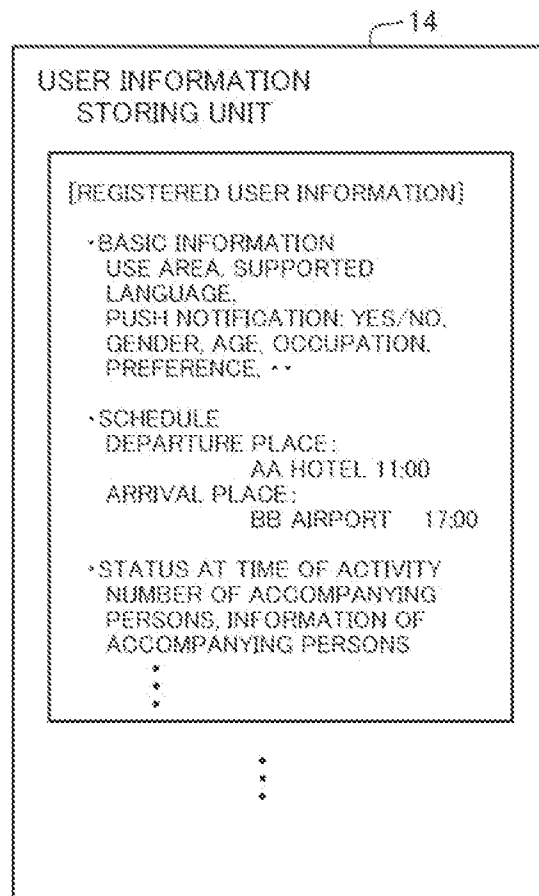 14
USER INFORMATION
STORING UNIT
[REGISTERED USER INFORMATION]
・BASIC INFORMATION
USE AREA, SUPPORTED
LANGUAGE,
PUSH NOTIFICATION: YES/NO,
GENDER, AGE, OCCUPATION,
PREFERENCE, ・・
・SCHEDULE
DEPARTURE PLACE:
AA HOTEL 11:00
ARRIVAL PLACE:
BB AIRPORT 17:00
・STATUS AT TIME OF ACTIVITY
NUMBER OF ACCOMPANYING
PERSONS, INFORMATION OF
ACCOMPANYING PERSONS